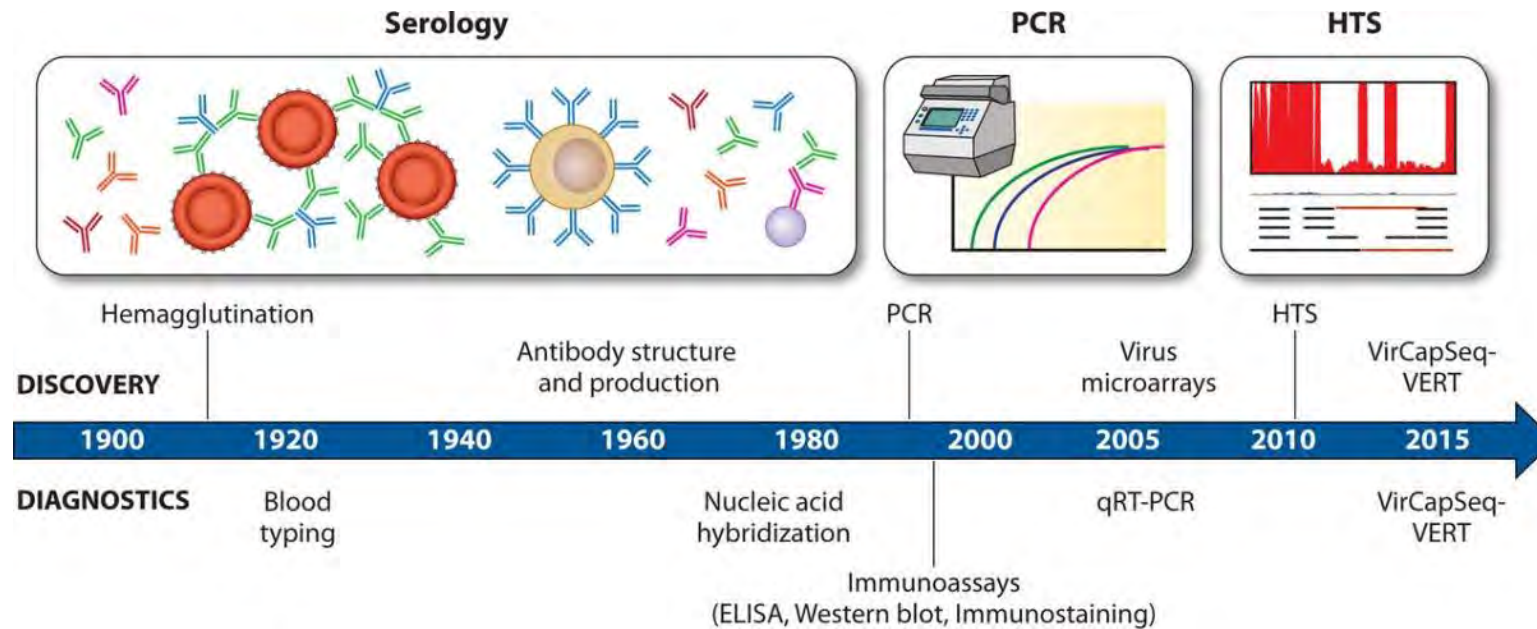 Serology
PCR
HTS
Hemagglutination
PCR
HTS
Antibody structure
and production
Virus
microarrays
VirCapSeq-
VERT
DISCOVERY
1900
1920
1940
1960
1980
2000
2005
2010
2015
DIAGNOSTICS
Blood
typing
Nucleic acid
hybridization
qRT-PCR
VirCapSeq-
VERT
Immunoassays
(ELISA, Western blot, Immunostaining)